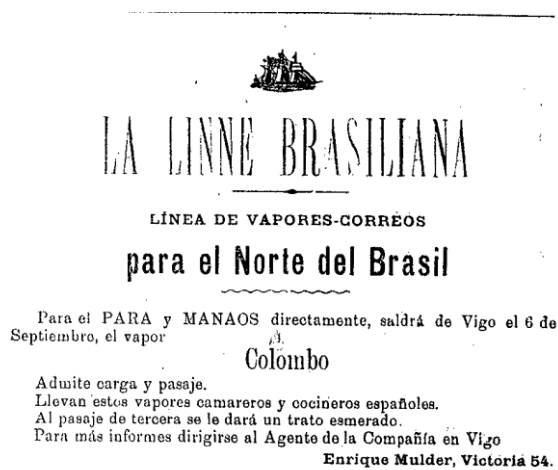 LA LINNE BRASILIANA
LÍNEA DE VAPORES-CORREOS
para el Norte del Brasil
Para el PARA y MANAOS directamente, saldrá de Vigo el 6 de
Septiembre, el vapor
Colombo
Admite carga y pasaje.
Llevan estos vapores camareros y cocineros españoles.
Al pasaje de tercera se le dará un trato esmerado.
Para más informes dirigirse al Agente de la Compañía en Vigo
Enrique Mulder, Victoria 54.